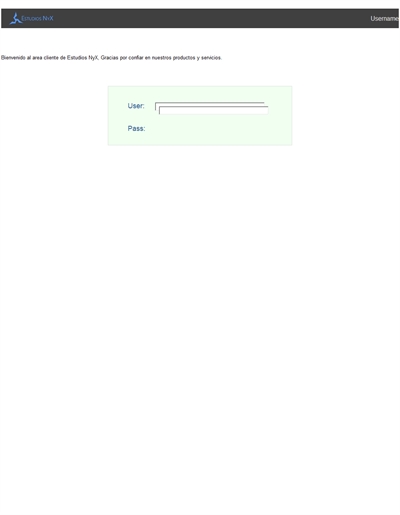 Estudios NyX
Username
Bienvenido al area cliente de Estudios NyX. Gracias por confiar en nuestros productos y servicios.
User:
Pass: